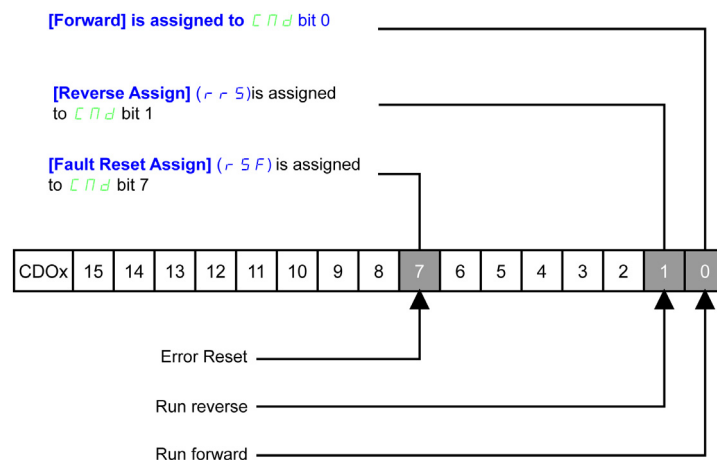 [Forward] is assigned to CMd bit 0
[Reverse Assign] (rrS)is assigned
to CMd bit 1
[Fault Reset Assign] (rSF) is assigned
to CMd bit 7
CDOx 15 14 13 12 11 10 9 8 7 6 5 4 3 2 1 0
Error Reset
Run reverse
Run forward